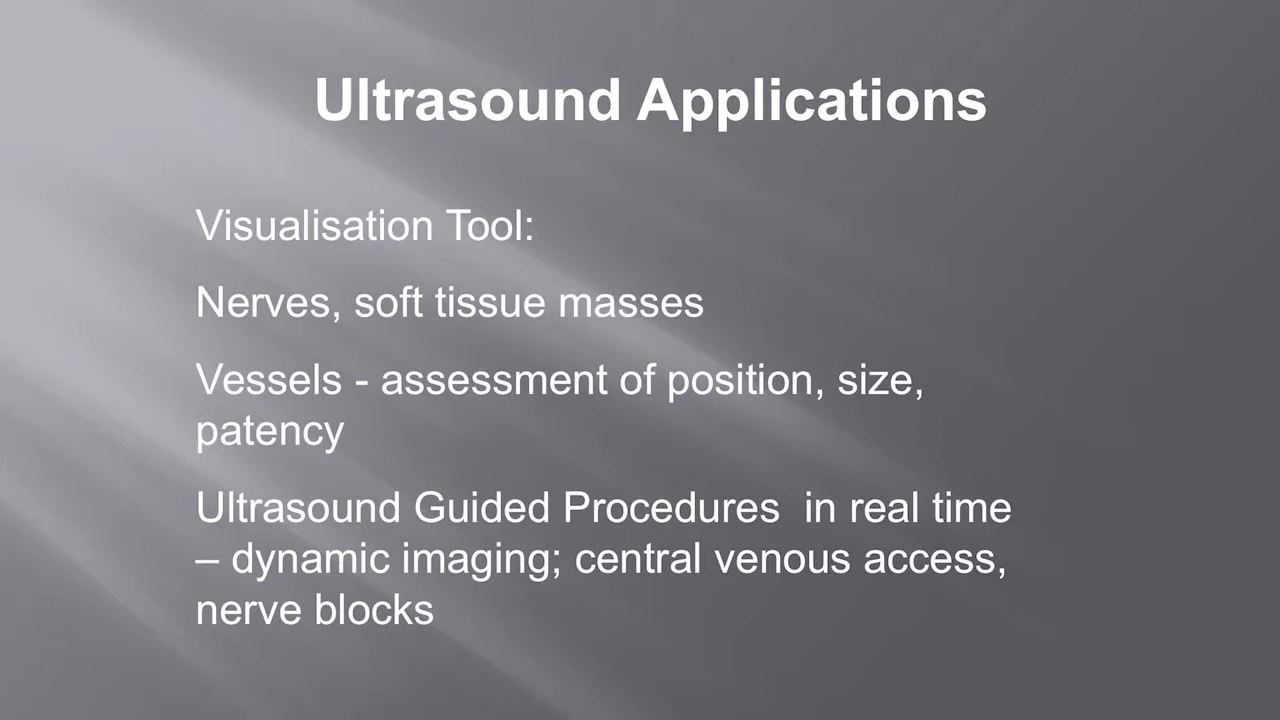 Ultrasound Applications
Visualisation Tool:
Nerves, soft tissue masses
Vessels - assessment of position, size,
patency
Ultrasound Guided Procedures  in real time
– dynamic imaging; central venous access,
nerve blocks